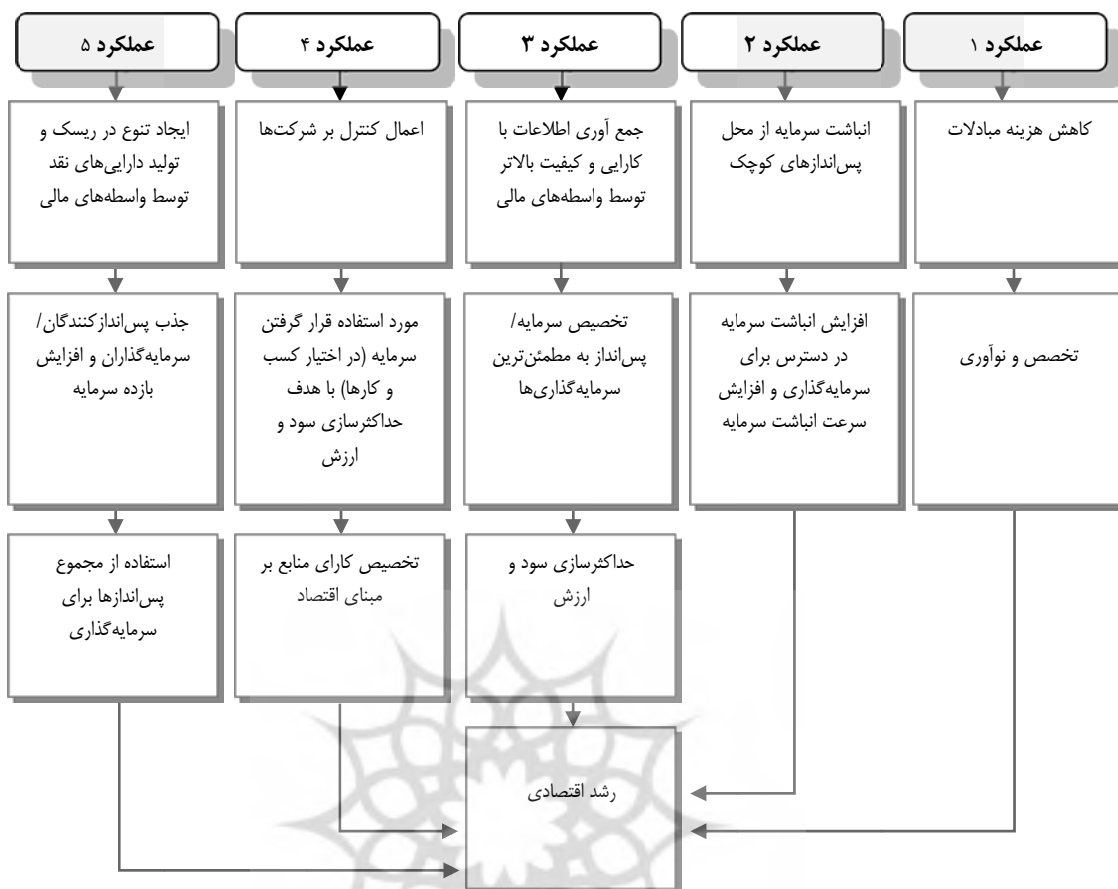 عملکرد ۱
عملکرد ۲
عملکرد ۳
عملکرد ۴
عملکرد ۵
کاهش هزینه مبادلات
انباشت سرمایه از محل
پس‌اندازهای کوچک
جمع آوری اطلاعات با
کارایی و کیفیت بالاتر
توسط واسطه‌های مالی
اعمال کنترل بر شرکت‌ها
ایجاد تنوع در ریسک و
تولید دارایی‌های نقد
توسط واسطه‌های مالی
تخصص و نوآوری
افزایش انباشت سرمایه
در دسترس برای
سرمایه‌گذاری و افزایش
سرعت انباشت سرمایه
تخصیص سرمایه/
پس‌انداز به مطمئن‌ترین
سرمایه‌گذاری‌ها
مورد استفاده قرار گرفتن
سرمایه (در اختیار کسب
و کارها) با هدف
حداکثرسازی سود و
ارزش
جذب پس‌اندازکنندگان/
سرمایه‌گذاران و افزایش
بازده سرمایه
حداکثرسازی سود و
ارزش
تخصیص کارای منابع بر
مبنای اقتصاد
استفاده از مجموع
پس‌اندازها برای
سرمایه‌گذاری
رشد اقتصادی